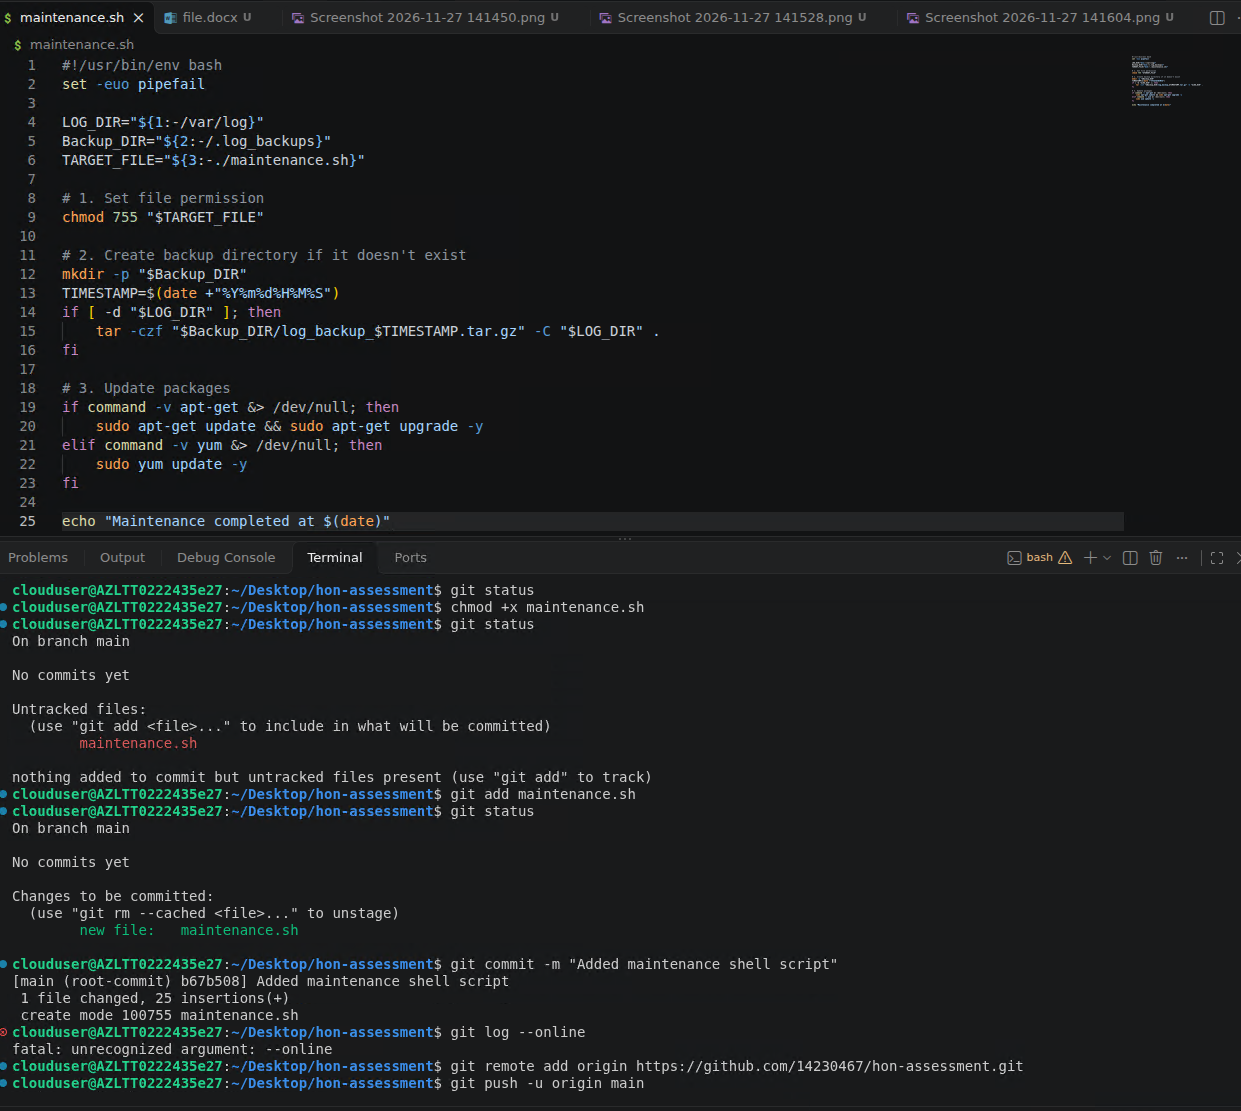 $ maintenance.sh × file.docx U Screenshot 2026-11-27 141450.png U Screenshot 2026-11-27 141528.png U Screenshot 2026-11-27 141604.png U
$ maintenance.sh
1 #!/usr/bin/env bash
2 set -euo pipefail
3
4 LOG_DIR="${1:-/var/log}"
5 Backup_DIR="${2:-/.log_backups}"
6 TARGET_FILE="${3:-./maintenance.sh}"
7
8 # 1. Set file permission
9 chmod 755 "$TARGET_FILE"
10
11 # 2. Create backup directory if it doesn't exist
12 mkdir -p "$Backup_DIR"
13 TIMESTAMP=$(date +"%Y%m%d%H%M%S")
14 if [ -d "$LOG_DIR" ]; then
15     tar -czf "$Backup_DIR/log_backup_$TIMESTAMP.tar.gz" -C "$LOG_DIR" .
16 fi
17
18 # 3. Update packages
19 if command -v apt-get &> /dev/null; then
20     sudo apt-get update && sudo apt-get upgrade -y
21 elif command -v yum &> /dev/null; then
22     sudo yum update -y
23 fi
24
25 echo "Maintenance completed at $(date)"
Problems Output Debug Console Terminal Ports bash
clouduser@AZLTT0222435e27:~/Desktop/hon-assessment$ git status
clouduser@AZLTT0222435e27:~/Desktop/hon-assessment$ chmod +x maintenance.sh
clouduser@AZLTT0222435e27:~/Desktop/hon-assessment$ git status
On branch main

No commits yet

Untracked files:
  (use "git add <file>..." to include in what will be committed)
        maintenance.sh

nothing added to commit but untracked files present (use "git add" to track)
clouduser@AZLTT0222435e27:~/Desktop/hon-assessment$ git add maintenance.sh
clouduser@AZLTT0222435e27:~/Desktop/hon-assessment$ git status
On branch main

No commits yet

Changes to be committed:
  (use "git rm --cached <file>..." to unstage)
        new file:   maintenance.sh

clouduser@AZLTT0222435e27:~/Desktop/hon-assessment$ git commit -m "Added maintenance shell script"
[main (root-commit) b67b508] Added maintenance shell script
 1 file changed, 25 insertions(+)
 create mode 100755 maintenance.sh
clouduser@AZLTT0222435e27:~/Desktop/hon-assessment$ git log --online
fatal: unrecognized argument: --online
clouduser@AZLTT0222435e27:~/Desktop/hon-assessment$ git remote add origin https://github.com/14230467/hon-assessment.git
clouduser@AZLTT0222435e27:~/Desktop/hon-assessment$ git push -u origin main